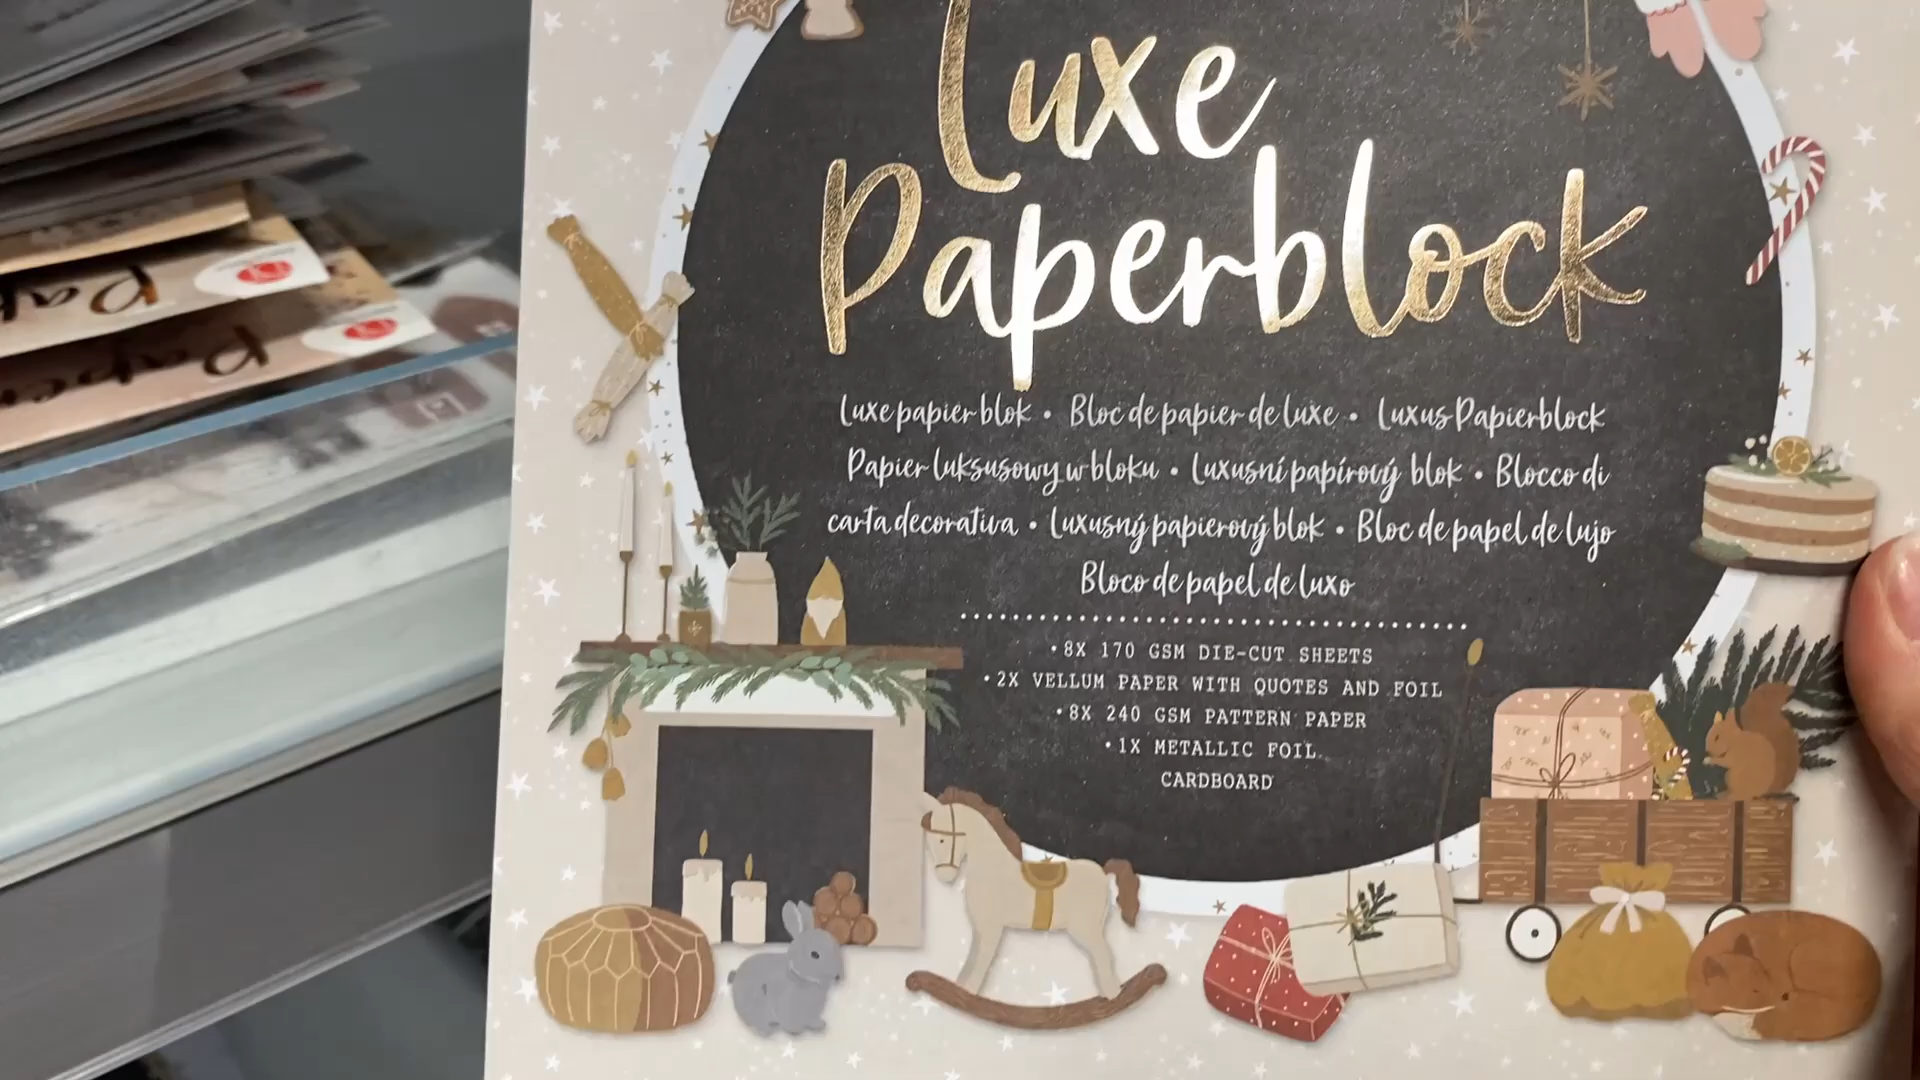 Luxe
Paperblock
Luxe papier blok • Bloc de papier de luxe • Luxus Papierblock
Papier luksusowy w bloku • Luxusní papírový blok • Blocco di
carta decorativa • Luxusný papierový blok • Bloc de papel de lujo
Bloco de papel de luxo
• 8X 170 GSM DIE-CUT SHEETS
• 2X VELLUM PAPER WITH QUOTES AND FOIL
• 8X 240 GSM PATTERN PAPER
• 1X METALLIC FOIL
CARDBOARD